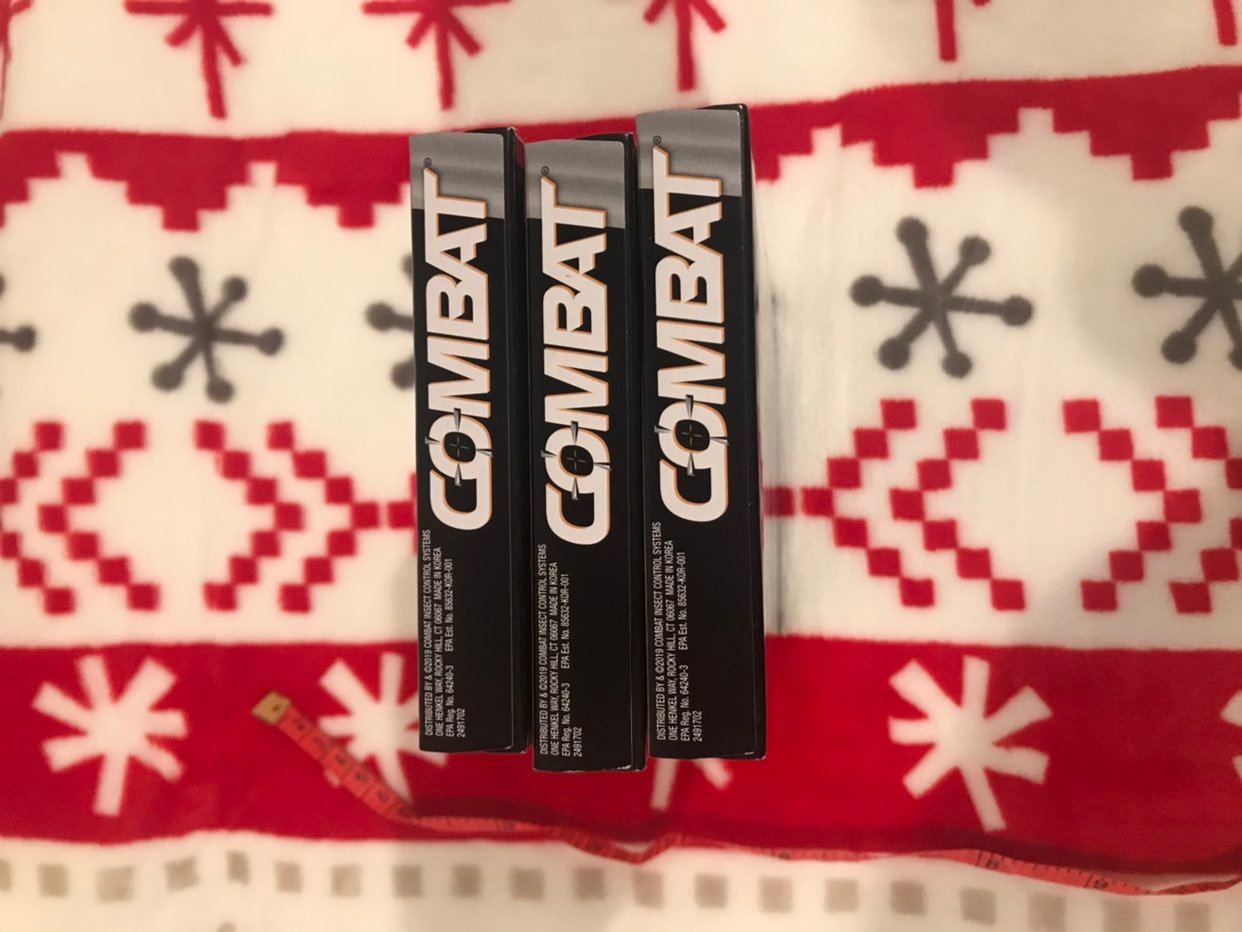 COMBAT®
DISTRIBUTED BY & ©2019 COMBAT INSECT CONTROL SYSTEMS
ONE HENKEL WAY, ROCKY HILL, CT 06067 MADE IN KOREA
EPA Reg. No. 64240-3 EPA Est. No. 85632-KOR-001
2491702
COMBAT®
DISTRIBUTED BY & ©2019 COMBAT INSECT CONTROL SYSTEMS
ONE HENKEL WAY, ROCKY HILL, CT 06067 MADE IN KOREA
EPA Reg. No. 64240-3 EPA Est. No. 85632-KOR-001
2491702
COMBAT®
DISTRIBUTED BY & ©2019 COMBAT INSECT CONTROL SYSTEMS
ONE HENKEL WAY, ROCKY HILL, CT 06067 MADE IN KOREA
EPA Reg. No. 64240-3 EPA Est. No. 85632-KOR-001
2491702